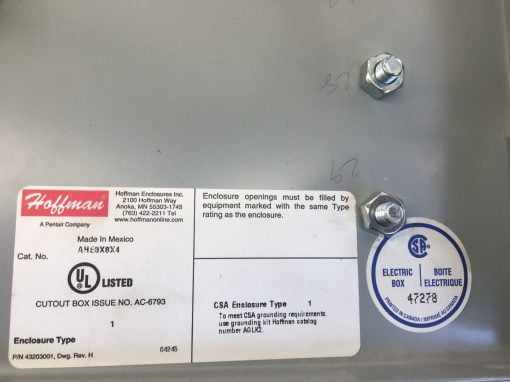 Hoffman
A Pentair Company
Hoffman Enclosures Inc.
2100 Hoffman Way
Anoka, MN 55303-1745
(763) 422-2211 Tel
www.hoffmanonline.com
Made in Mexico
Cat. No.
UL LISTED
CUTOUT BOX ISSUE NO. AC-6793
1
Enclosure Type
P/N 43203001, Dwg. Rev. H
04245
Enclosure openings must be filled by
equipment marked with the same Type
rating as the enclosure.
CSA Enclosure Type 1
To meet CSA grounding requirements,
use grounding kit Hoffman catalog
number AGLK2.
SA
ELECTRIC BOÎTE
BOX ELECTRIQUE
47278
PRINTED IN CANADA / IMPRIMÉ AU CANADA